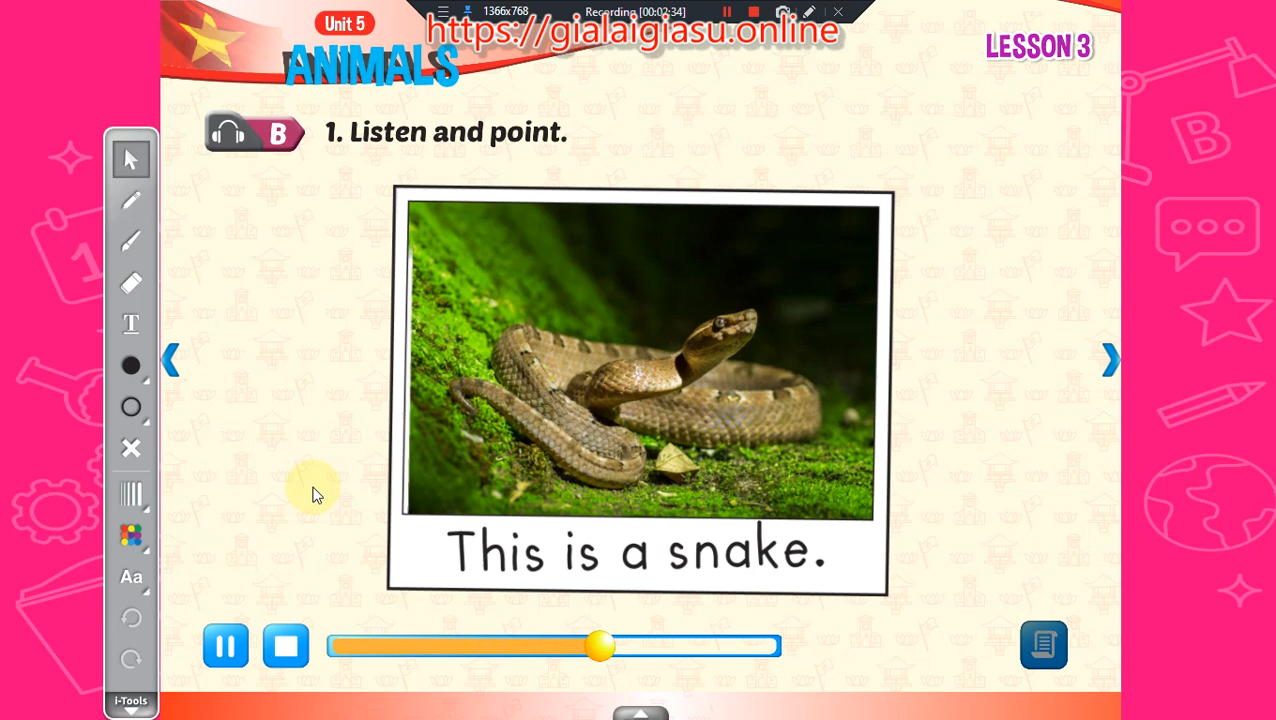 1366x768
Recording [00:02:34]
https://gialaigiasu.online
Unit 5
ANIMALS
LESSON 3
B
1. Listen and point.
T
Aa
i-Tools
This is a snake.
1
B